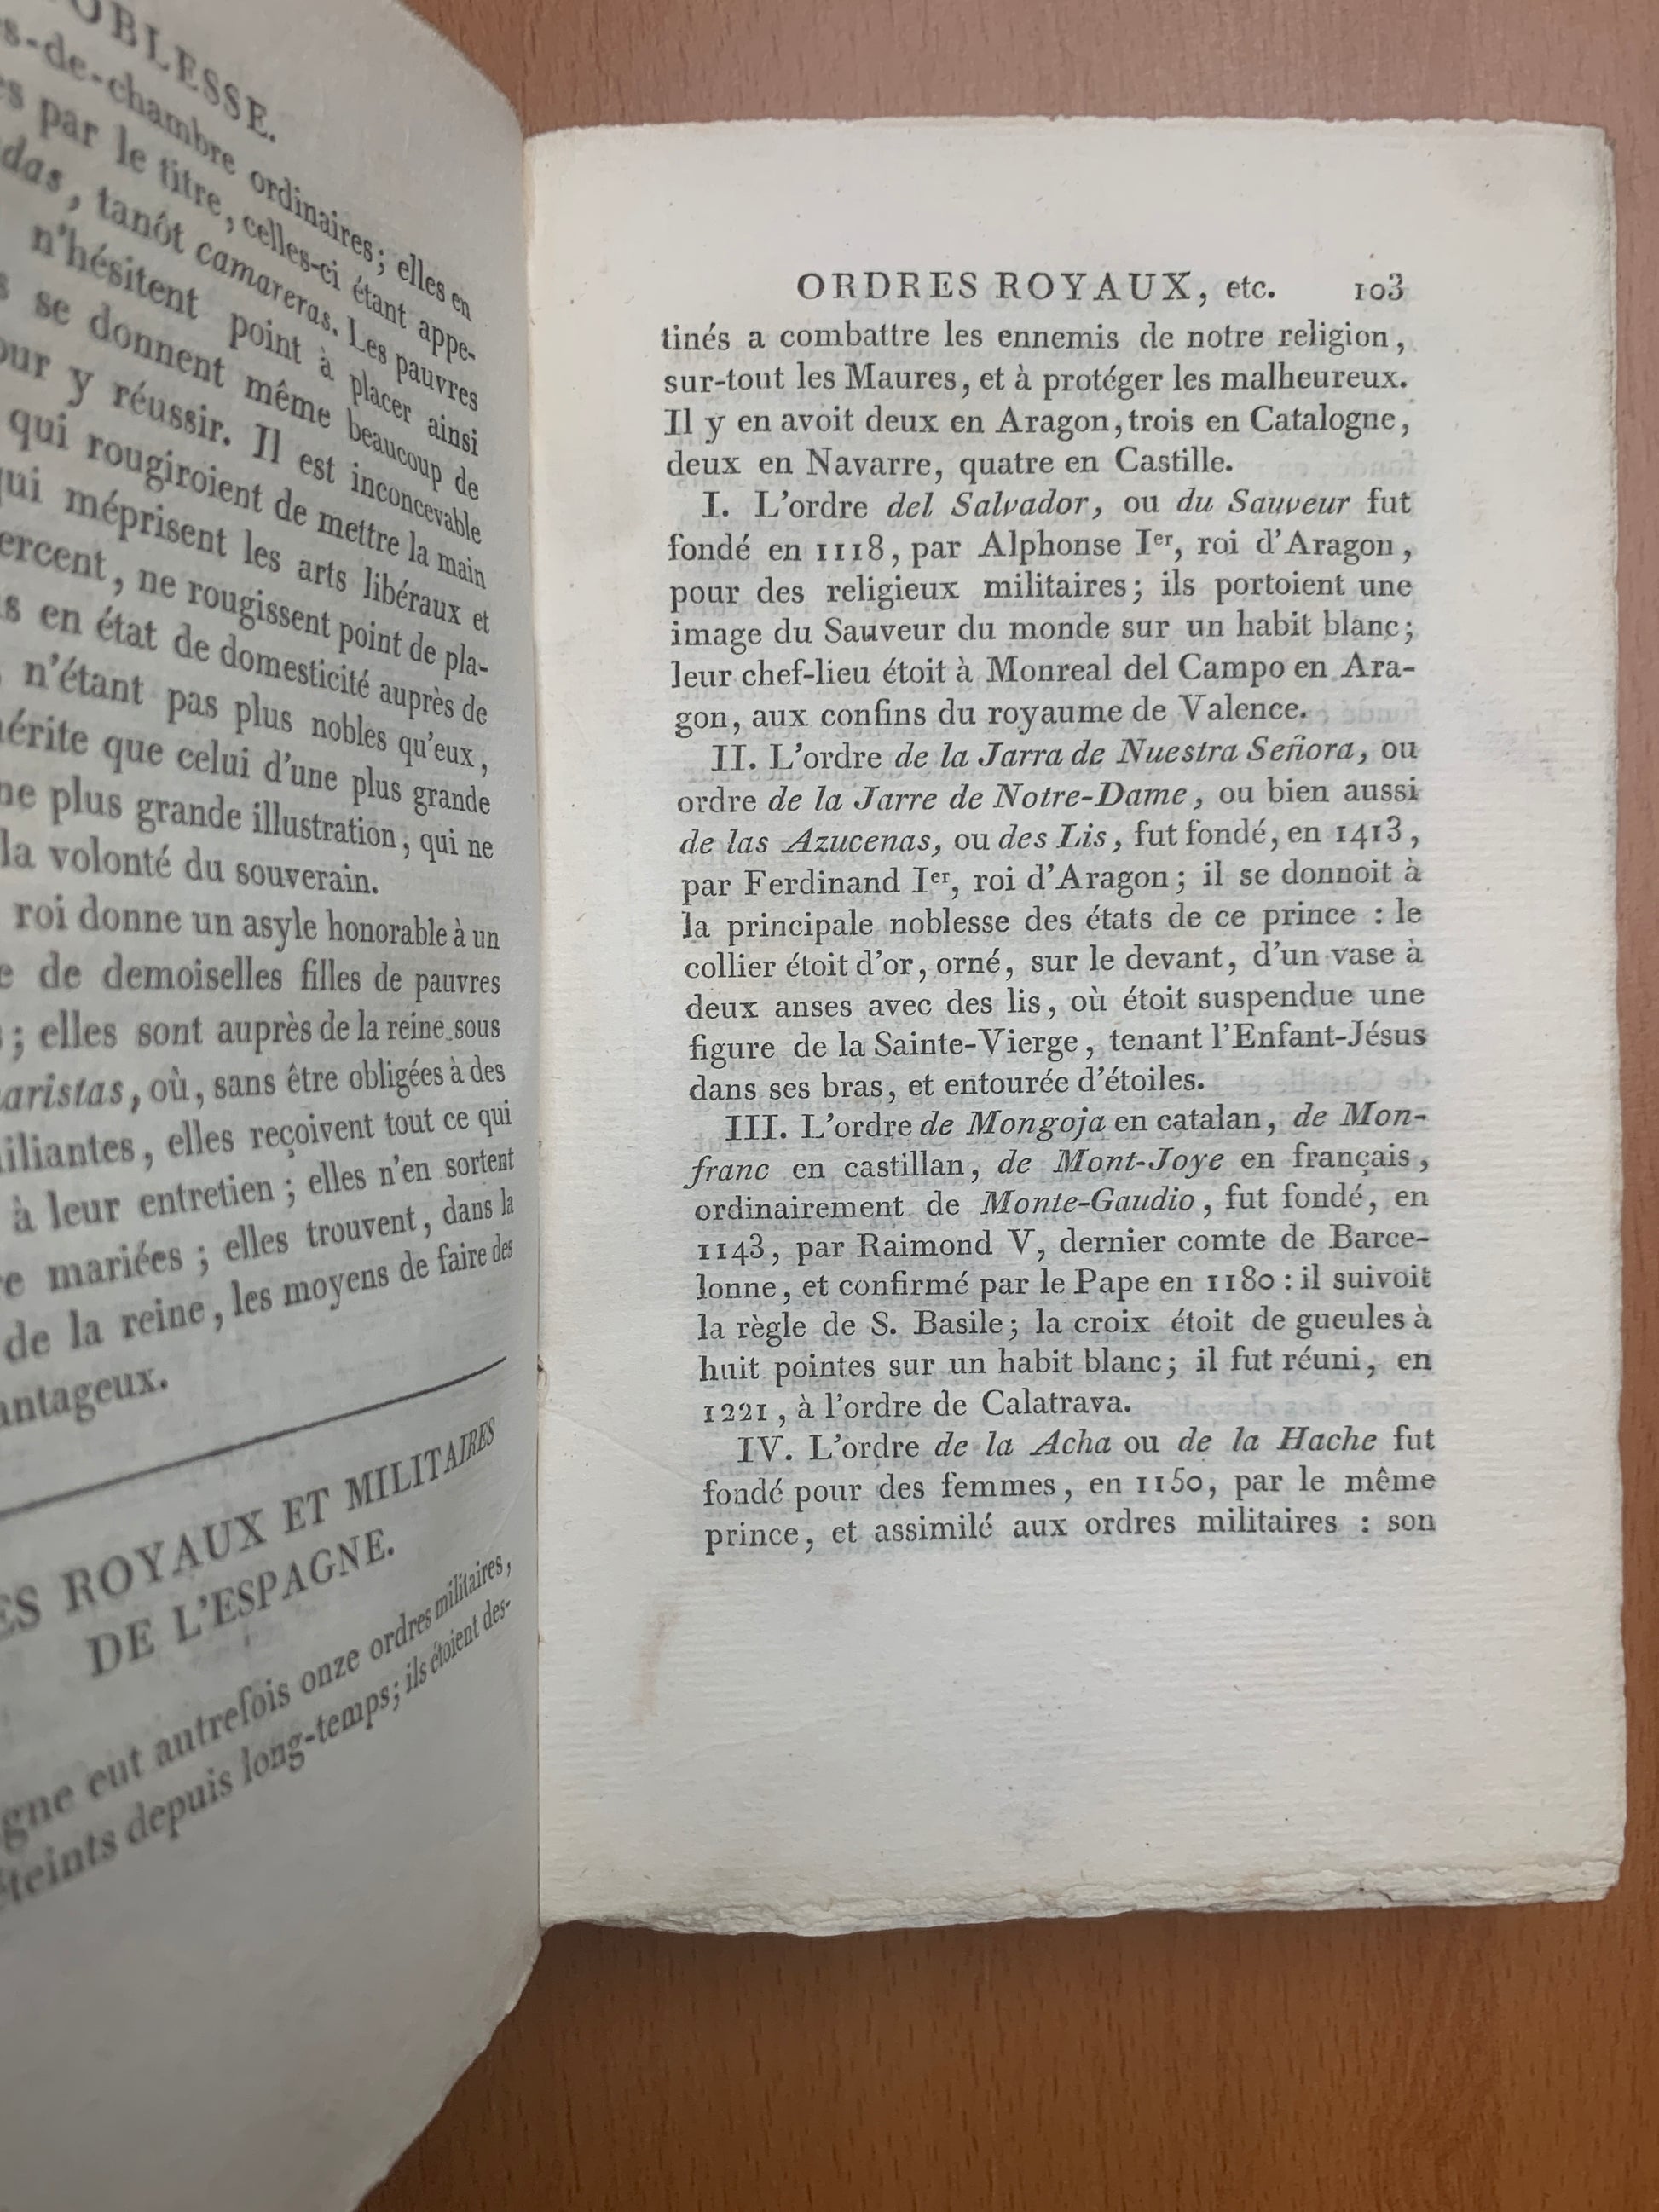 OBLESSE.
s-de-chambre ordinaires; elles en
es par le titre, celles-ci étant appe-
das, tanôt camareras. Les pauvres
n'hésitent point à placer ainsi
s se donnent même beaucoup de
our y réussir. Il est inconcevable
qui rougiroient de mettre la main
qui méprisent les arts libéraux et
ercent, ne rougissent point de pla-
s en état de domesticité auprès de
n'étant pas plus nobles qu'eux,
érite que celui d'une plus grande
ne plus grande illustration, qui ne
la volonté du souverain.
roi donne un asyle honorable à un
e de demoiselles filles de pauvres
s; elles sont auprès de la reine sous
aristas, où, sans être obligées à des
iliantes, elles reçoivent tout ce qui
à leur entretien; elles n'en sortent
re mariées; elles trouvent, dans la
de la reine, les moyens de faire des
antageux.
ES ROYAUX ET MILITAIRES
DE L'ESPAGNE.
gne eut autrefois onze ordres militaires,
éteints depuis long-temps; ils étoient des-
ORDRES ROYAUX, etc. 103
tinés a combattre les ennemis de notre religion,
sur-tout les Maures, et à protéger les malheureux.
Il y en avoit deux en Aragon, trois en Catalogne,
deux en Navarre, quatre en Castille.
I. L'ordre del Salvador, ou du Sauveur fut
fondé en 1118, par Alphonse Ier, roi d'Aragon,
pour des religieux militaires; ils portoient une
image du Sauveur du monde sur un habit blanc;
leur chef-lieu étoit à Monreal del Campo en Ara-
gon, aux confins du royaume de Valence.
II. L'ordre de la Jarra de Nuestra Señora, ou
ordre de la Jarre de Notre-Dame, ou bien aussi
de las Azucenas, ou des Lis, fut fondé, en 1413,
par Ferdinand Ier, roi d'Aragon; il se donnoit à
la principale noblesse des états de ce prince : le
collier étoit d'or, orné, sur le devant, d'un vase à
deux anses avec des lis, où étoit suspendue une
figure de la Sainte-Vierge, tenant l'Enfant-Jésus
dans ses bras, et entourée d'étoiles.
III. L'ordre de Mongoja en catalan, de Mon-
franc en castillan, de Mont-Joye en français,
ordinairement de Monte-Gaudio, fut fondé, en
1143, par Raimond V, dernier comte de Barce-
lonne, et confirmé par le Pape en 1180 : il suivoit
la règle de S. Basile; la croix étoit de gueules à
huit pointes sur un habit blanc; il fut réuni, en
1221, à l'ordre de Calatrava.
IV. L'ordre de la Acha ou de la Hache fut
fondé pour des femmes, en 1150, par le même
prince, et assimilé aux ordres militaires : son